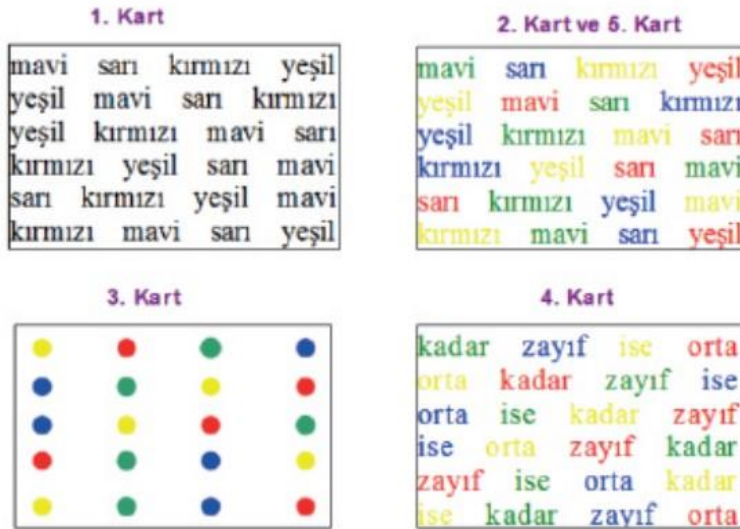 1. Kart
mavi sarı kırmızı yeşil
yeşil mavi sarı kırmızı
yeşil kırmızı mavi sarı
kırmızı yeşil sarı mavi
sarı kırmızı yeşil mavi
kırmızı mavi sarı yeşil
2. Kart ve 5. Kart
mavi sarı kırmızı yeşil
yeşil mavi sarı kırmızı
yeşil kırmızı mavi sarı
kırmızı yeşil sarı mavi
sarı kırmızı yeşil mavi
kırmızı mavi sarı yeşil
3. Kart
4. Kart
kadar zayıf ise orta
orta kadar zayıf ise
orta ise kadar zayıf
ise orta zayıf kadar
zayıf ise orta kadar
ise kadar zayıf orta